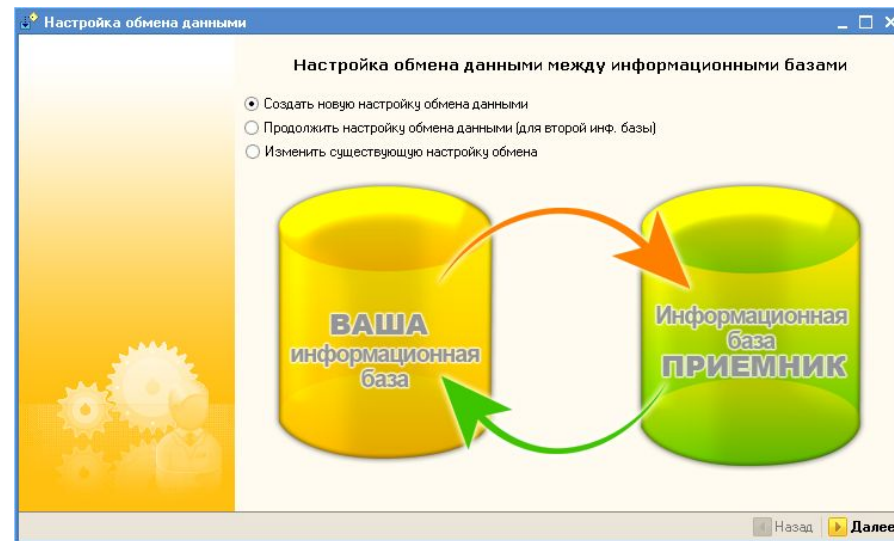 Настройка обмена данными
Настройка обмена данными между информационными базами
Создать новую настройку обмена данными
Продолжить настройку обмена данными (для второй инф. базы)
Изменить существующую настройку обмена
ВАША
информационная
база
Информационная
база
ПРИЕМНИК
Назад Далее